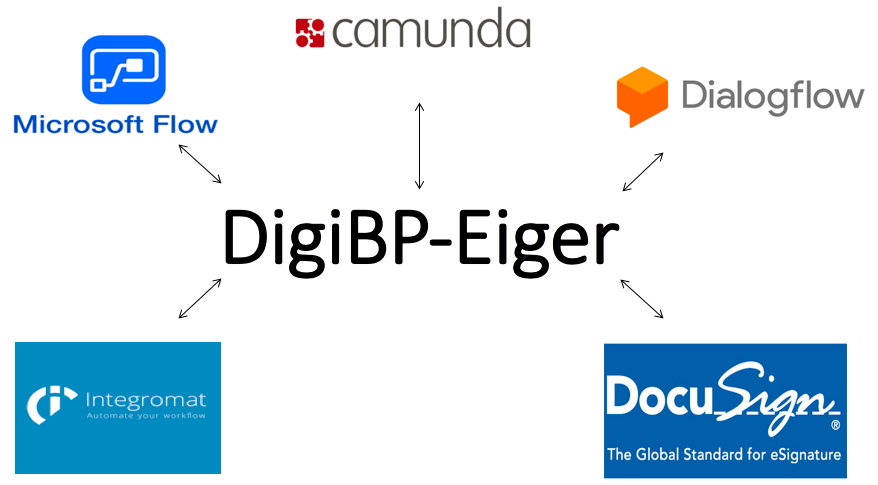 camunda
Microsoft Flow
Dialogflow
DigiBP-Eiger
Integromat
Automate your workflow
DocuSign®
The Global Standard for eSignature